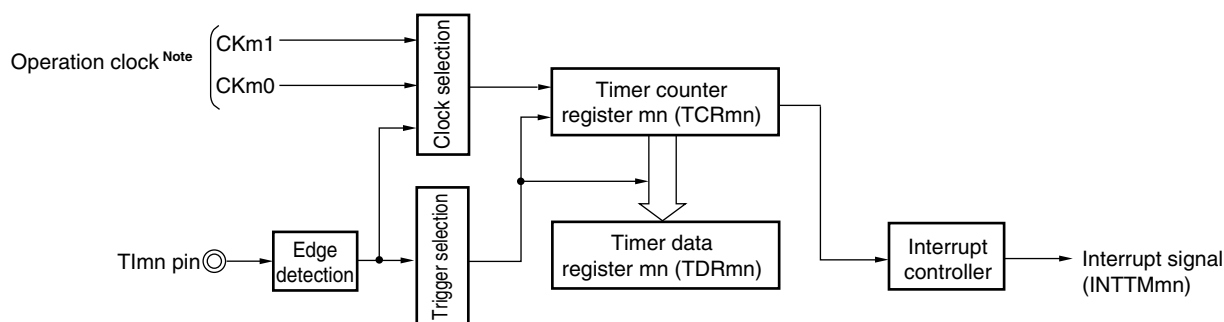 Operation clock Note
CKm1
CKm0
Clock selection
Timer counter
register mn (TCRmn)
TImn pin
Edge
detection
Trigger selection
Timer data
register mn (TDRmn)
Interrupt
controller
Interrupt signal
(INTTMmn)